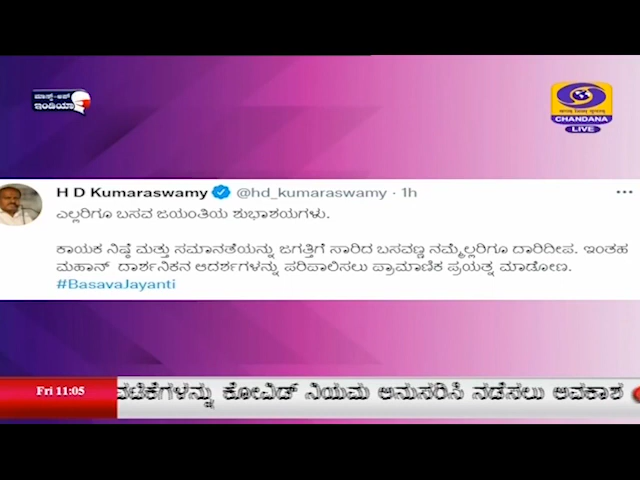 ಮಾಸ್ಕ್-ಅಪ್
ಇಂಡಿಯಾ
CHANDANA
LIVE
H D Kumaraswamy @hd_kumaraswamy · 1h
ಎಲ್ಲರಿಗೂ ಬಸವ ಜಯಂತಿಯ ಶುಭಾಶಯಗಳು.
ಕಾಯಕ ನಿಷ್ಠೆ ಮತ್ತು ಸಮಾನತೆಯನ್ನು ಜಗತ್ತಿಗೆ ಸಾರಿದ ಬಸವಣ್ಣ ನಮ್ಮೆಲ್ಲರಿಗೂ ದಾರಿದೀಪ. ಇಂತಹ
ಮಹಾನ್ ದಾರ್ಶನಿಕನ ಆದರ್ಶಗಳನ್ನು ಪರಿಪಾಲಿಸಲು ಪ್ರಾಮಾಣಿಕ ಪ್ರಯತ್ನ ಮಾಡೋಣ.
#BasavaJayanti
Fri 11:05 ವಟಿಕೆಗಳನ್ನು ಕೋವಿಡ್ ನಿಯಮ ಅನುಸರಿಸಿ ನಡೆಸಲು ಅವಕಾಶ